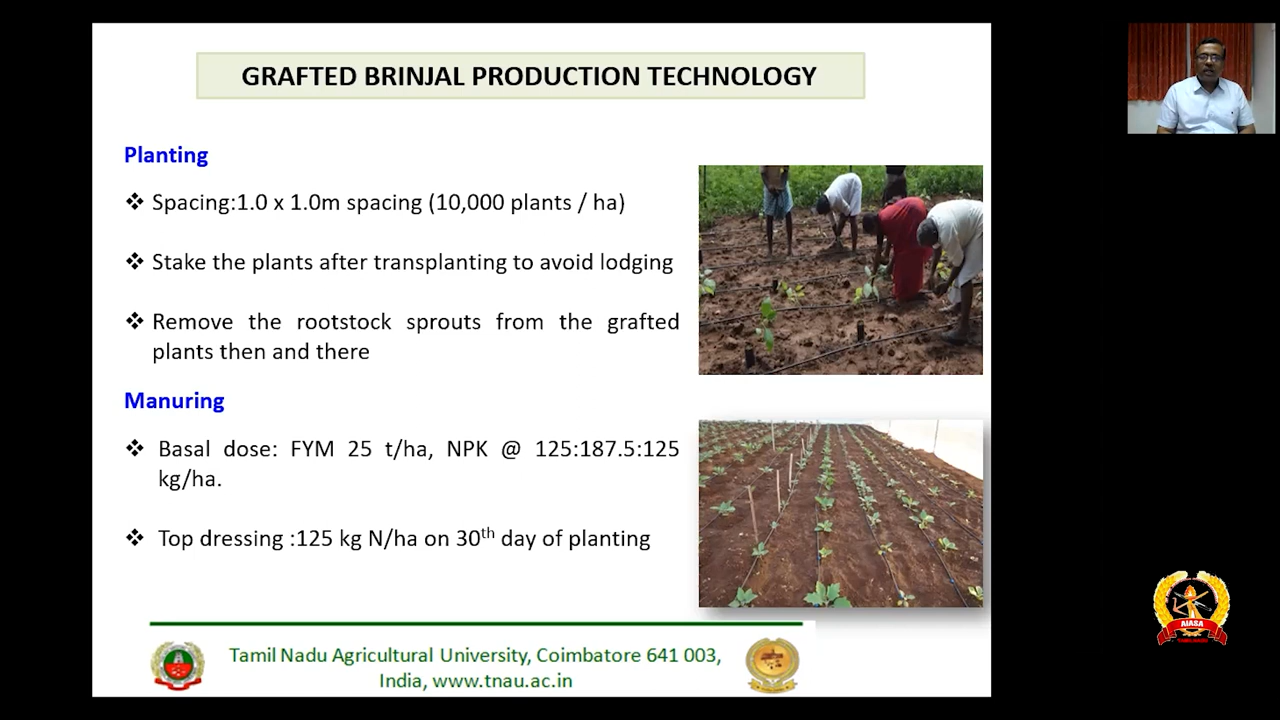 GRAFTED BRINJAL PRODUCTION TECHNOLOGY
Planting
❖ Spacing:1.0 x 1.0m spacing (10,000 plants / ha)
❖ Stake the plants after transplanting to avoid lodging
❖ Remove the rootstock sprouts from the grafted
plants then and there
Manuring
❖ Basal dose: FYM 25 t/ha, NPK @ 125:187.5:125
kg/ha.
❖ Top dressing :125 kg N/ha on 30th day of planting
Tamil Nadu Agricultural University, Coimbatore 641 003,
India, www.tnau.ac.in
AIASA